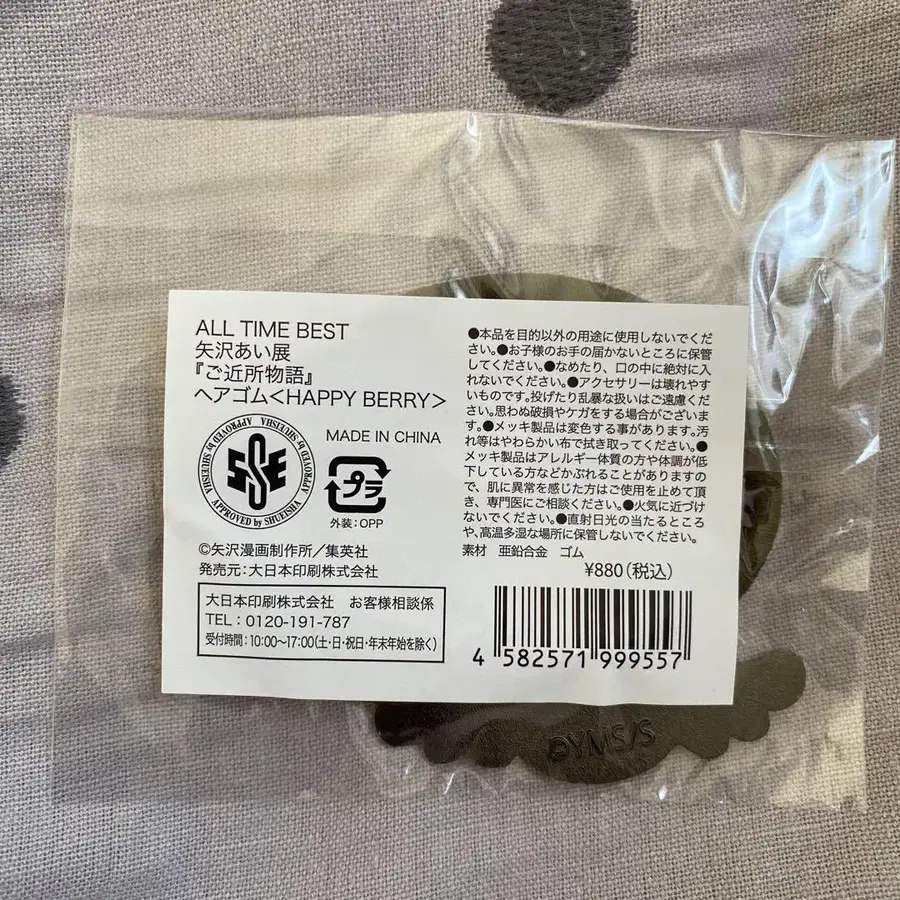 ALL TIME BEST
矢沢あい展
『ご近所物語』
ヘアゴム<HAPPY BERRY>
APPROVED by SHUEISHA APPROVED by SHUEISHA APPROVED by SHUEISHA
MADE IN CHINA
プラ
外装:OPP
©矢沢漫画制作所/集英社
発売元:大日本印刷株式会社
大日本印刷株式会社 お客様相談係
TEL:0120-191-787
受付時間:10:00〜17:00(土・日・祝日・年末年始を除く)
●本品を目的以外の用途に使用しないでくだ
さい。●お子様のお手の届かないところに保管
してください。●なめたり、口の中に絶対に入
れないでください。●アクセサリーは壊れやす
いものです。投げたり乱暴な扱いはご遠慮くだ
さい。思わぬ破損やケガをする場合がございま
す。●メッキ製品は変色する事があります。汚
れ等はやわらかい布で拭き取ってください。●
メッキ製品はアレルギー体質の方や体調が低
下している方などかぶれることがありますの
で、肌に異常を感じた方はご使用を止めて頂
き、専門医にご相談ください。●火気に近づけ
ないでください。●直射日光の当たるところ
や、高温多湿な場所に保管しないでください。
素材 亜鉛合金 ゴム
¥880(税込)
4 582571 999557
©YMS/S